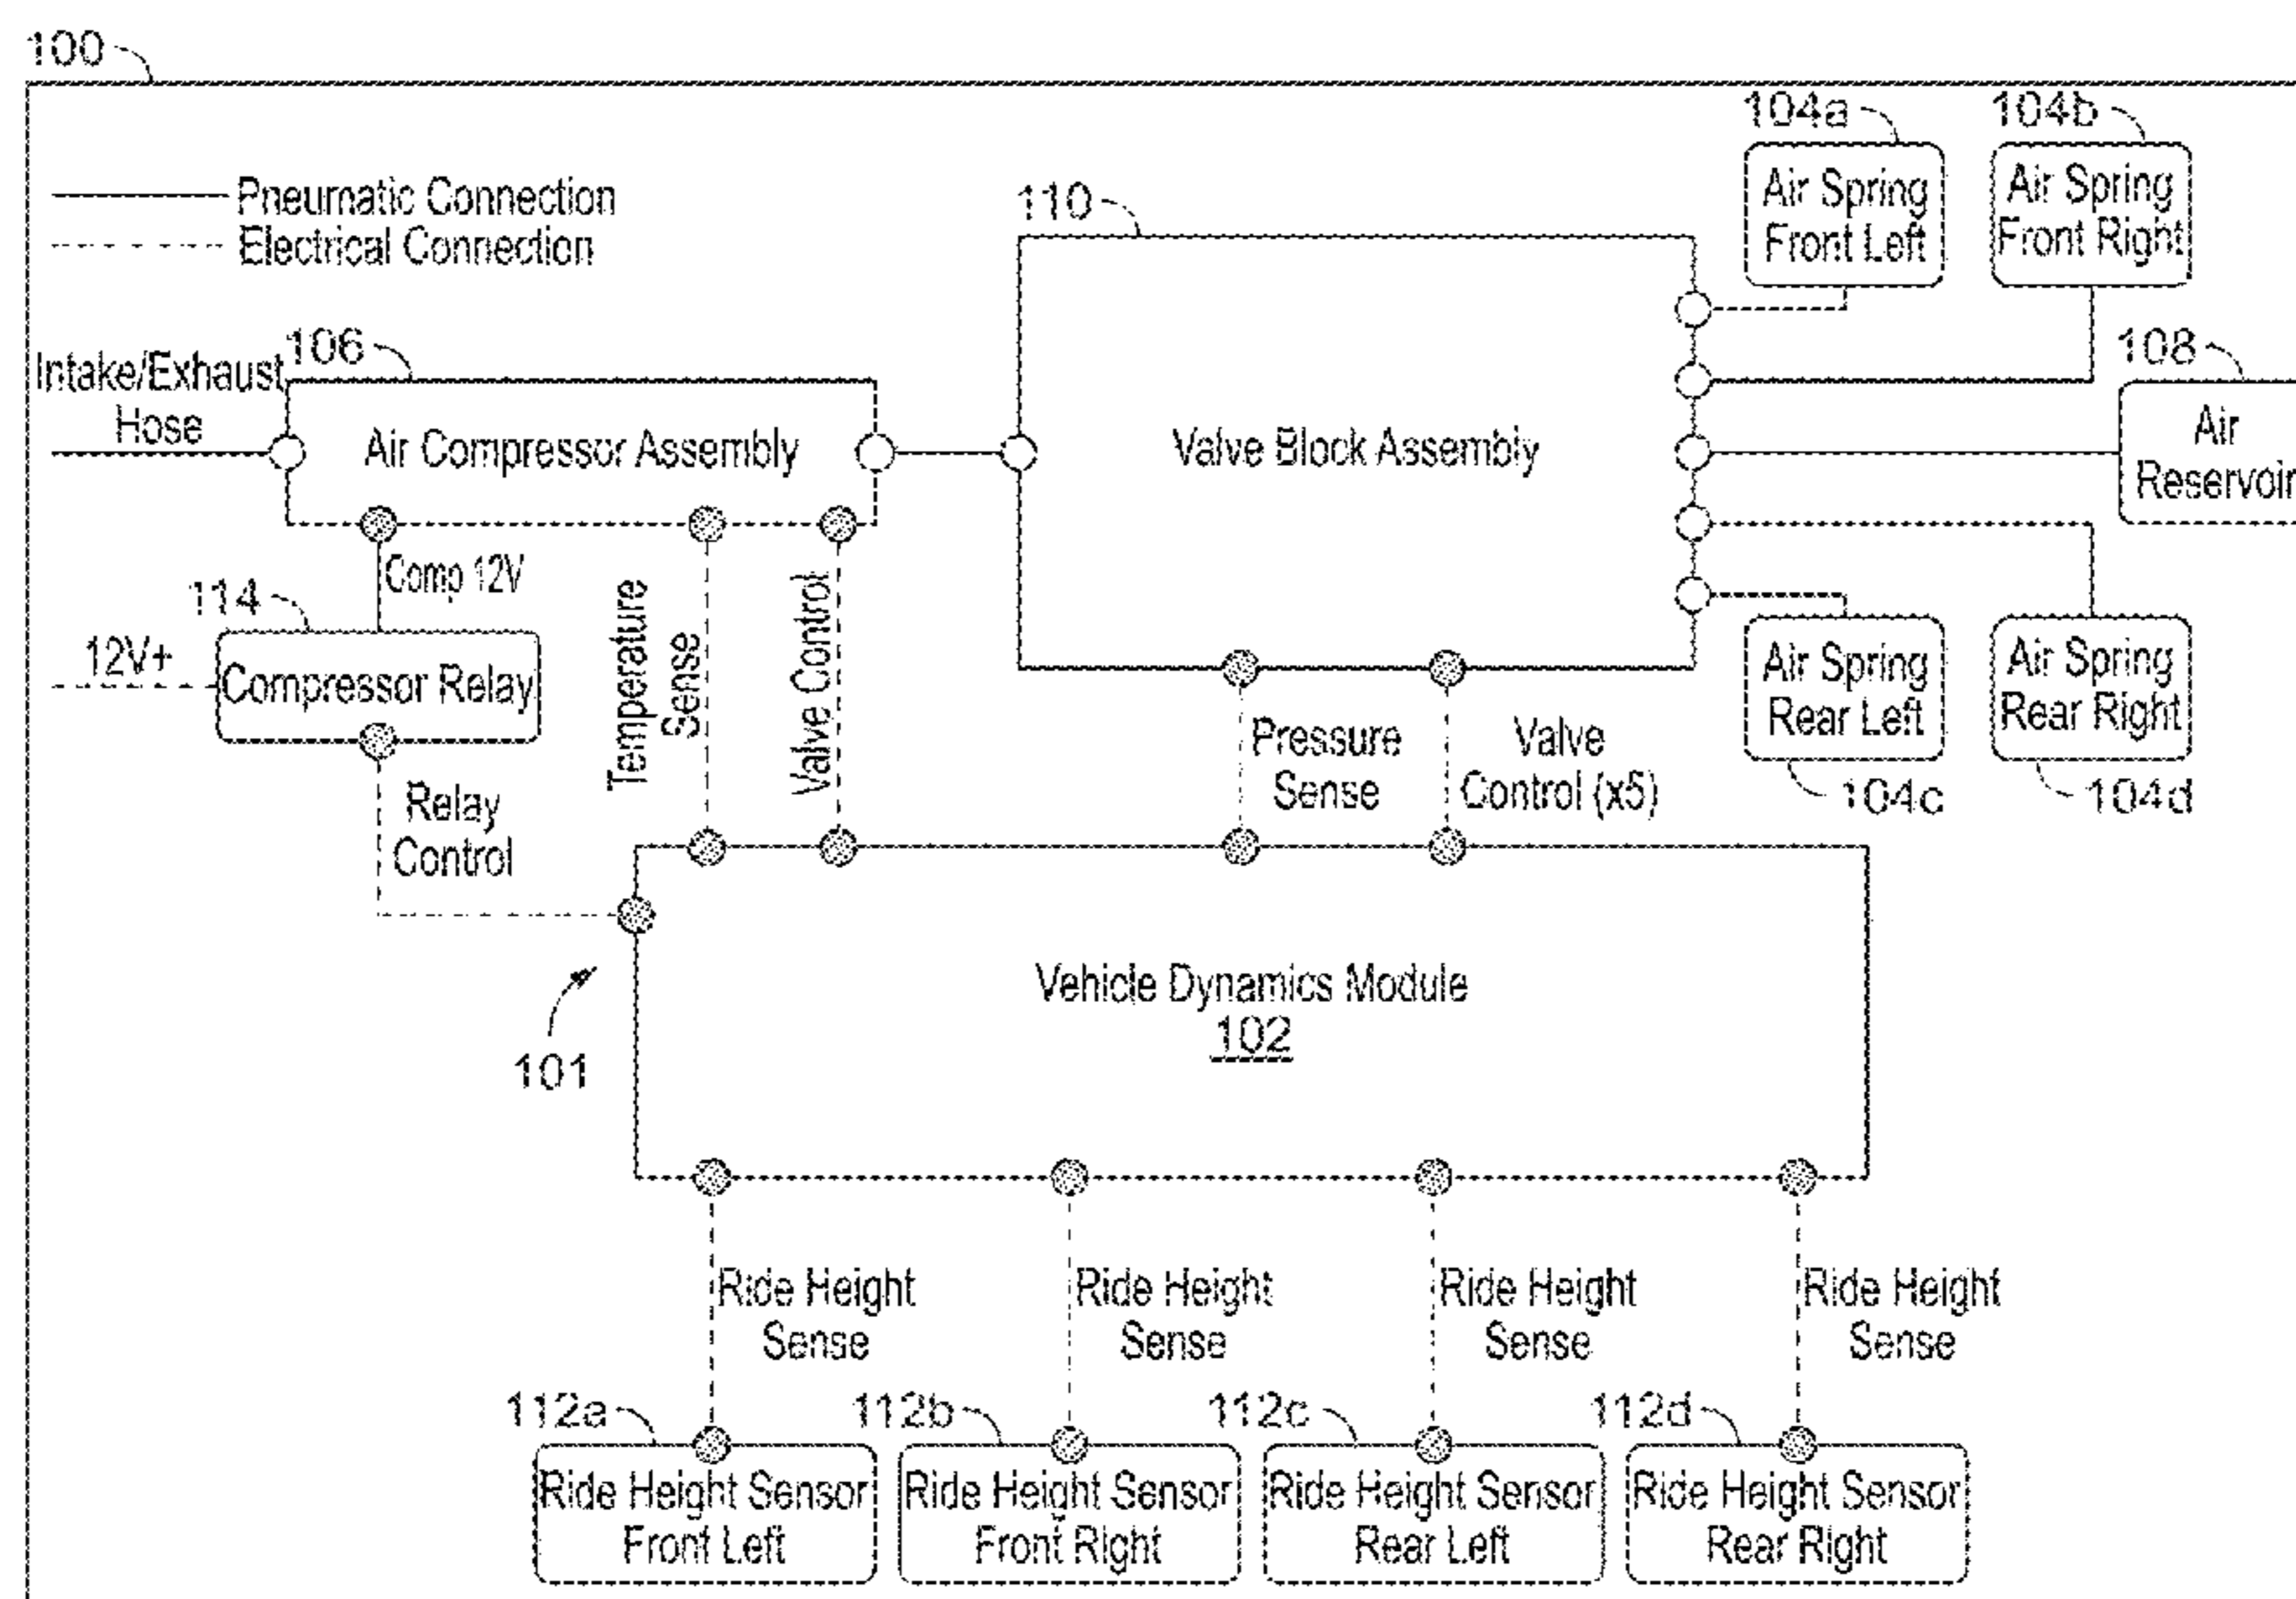 100
104a
104b
Pneumatic Connection
Electrical Connection
110
Air Spring
Front Left
Air Spring
Front Right
Intake/Exhaust
Hose
106
108
Air Compressor Assembly
Valve Block Assembly
Air
Reservoir
Comp 12V
114
12V+
Compressor Relay
Temperature
Sense
Valve Control
Air Spring
Rear Left
Air Spring
Rear Right
Pressure
Sense
Valve
Control (x5)
104c
104d
Relay
Control
Vehicle Dynamics Module
102
101
Ride Height
Sense
Ride Height
Sense
Ride Height
Sense
Ride Height
Sense
112a
112b
112c
112d
Ride Height Sensor
Front Left
Ride Height Sensor
Front Right
Ride Height Sensor
Rear Left
Ride Height Sensor
Rear Right